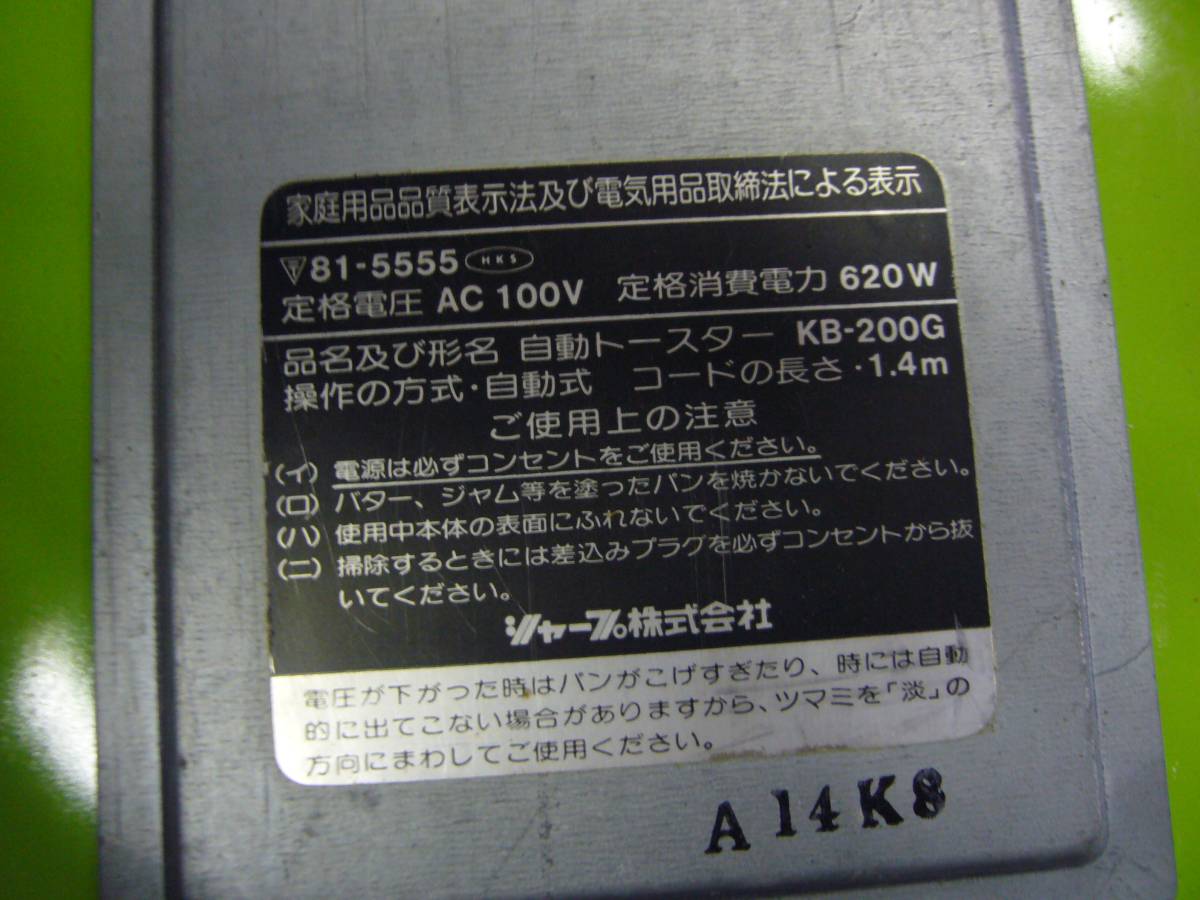 家庭用品品質表示法及び電気用品取締法による表示
81-5555 HKS
定格電圧 AC 100V 定格消費電力 620W
品名及び形名 自動トースター KB-200G
操作の方式・自動式 コードの長さ・1.4m
ご使用上の注意
(イ) 電源は必ずコンセントをご使用ください。
(ロ) バター、ジャム等を塗ったパンを焼かないでください。
(ハ) 使用中本体の表面にふれないでください。
(ニ) 掃除するときには差込みプラグを必ずコンセントから抜
いてください。
シャープ株式会社
電圧が下がった時はパンがこげすぎたり、時には自動
的に出てこない場合がありますから、ツマミを「淡」の
方向にまわしてご使用ください。
A 14K8